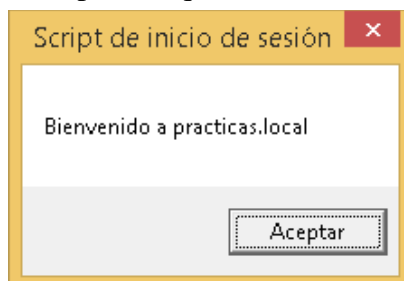 Script de inicio de sesión
Bienvenido a practicas.local
Aceptar